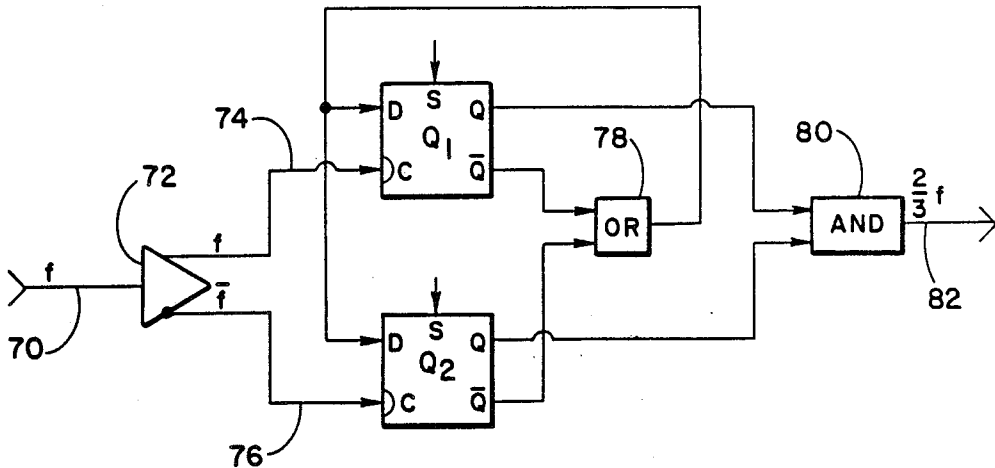 74
72
f
70
f
f̅
76
D
S
Q
Q1
C
Q̅
D
S
Q
Q2
C
Q̅
78
OR
80
AND
2/3 f
82